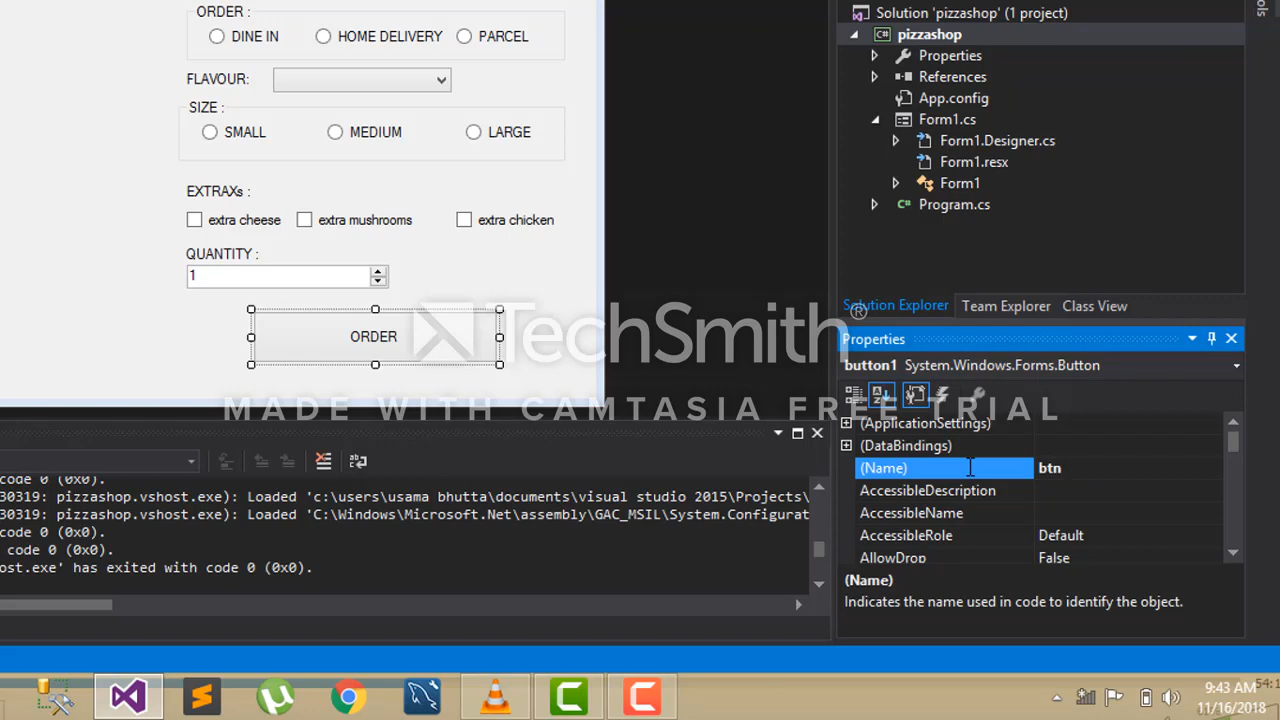 ORDER :
DINE IN HOME DELIVERY PARCEL
FLAVOUR:
SIZE :
SMALL MEDIUM LARGE
EXTRAXs :
extra cheese extra mushrooms extra chicken
QUANTITY :
1
ORDER
Solution 'pizzashop' (1 project)
C# pizzashop
Properties
References
App.config
Form1.cs
Form1.Designer.cs
Form1.resx
Form1
C# Program.cs
Solution Explorer Team Explorer Class View
TechSmith®
MADE WITH CAMTASIA FREE TRIAL
Properties
button1 System.Windows.Forms.Button
(ApplicationSettings)
(DataBindings)
(Name) btn
AccessibleDescription
AccessibleName
AccessibleRole Default
AllowDrop False
(Name)
Indicates the name used in code to identify the object.
code 0 (0x0).
30319: pizzashop.vshost.exe): Loaded 'c:\users\usama bhutta\documents\visual studio 2015\Projects\
30319: pizzashop.vshost.exe): Loaded 'C:\Windows\Microsoft.Net\assembly\GAC_MSIL\System.Configurat
code 0 (0x0).
code 0 (0x0).
ost.exe' has exited with code 0 (0x0).
9:43 AM
11/16/2018